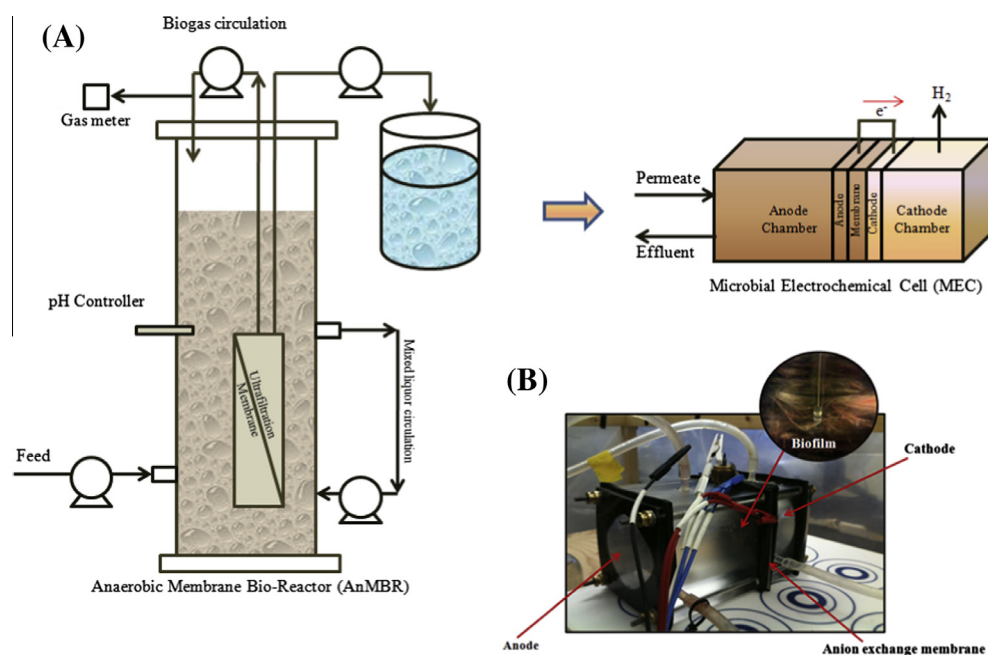 (A)
Biogas circulation
Gas meter
pH Controller
Ultrafiltration
Membrane
Mixed liquor circulation
Feed
Anaerobic Membrane Bio-Reactor (AnMBR)
e-
H2
Permeate
Effluent
Anode
Chamber
Anode
Membrane
Cathode
Cathode
Chamber
Microbial Electrochemical Cell (MEC)
(B)
Biofilm
Cathode
Anode
Anion exchange membrane